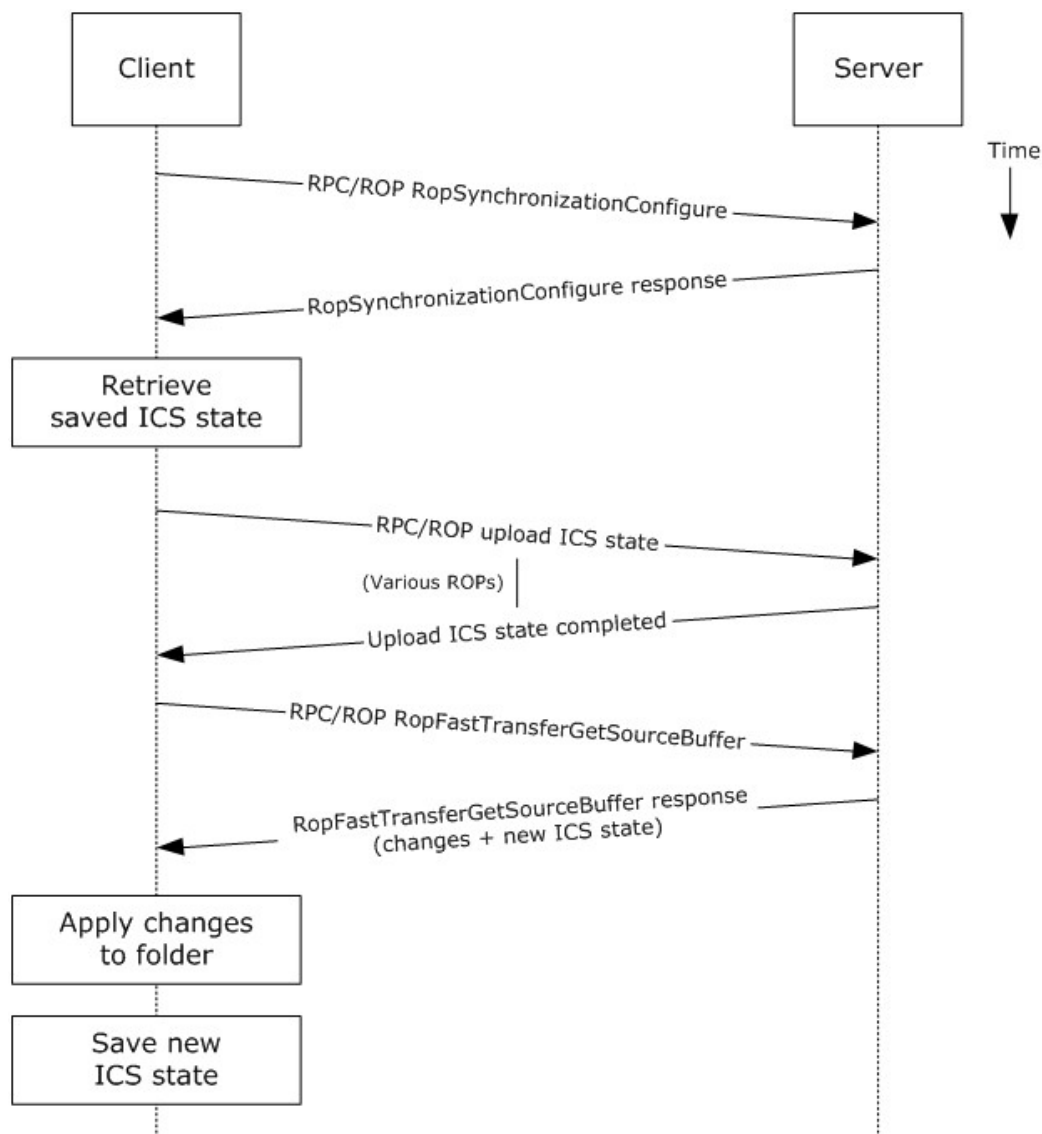 Client
Server
Time
RPC/ROP RopSynchronizationConfigure
RopSynchronizationConfigure response
Retrieve
saved ICS state
RPC/ROP upload ICS state
(Various ROPs)
Upload ICS state completed
RPC/ROP RopFastTransferGetSourceBuffer
RopFastTransferGetSourceBuffer response
(changes + new ICS state)
Apply changes
to folder
Save new
ICS state